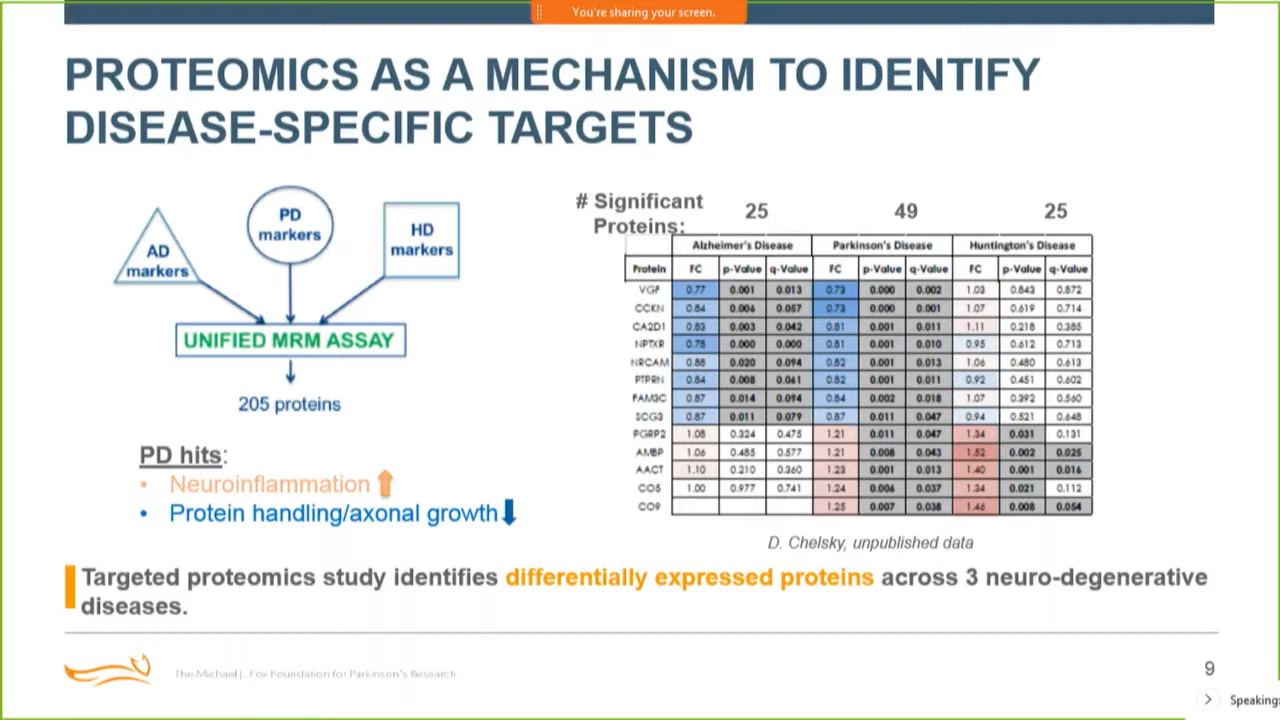 You're sharing your screen.
PROTEOMICS AS A MECHANISM TO IDENTIFY
DISEASE-SPECIFIC TARGETS
AD
markers
PD
markers
HD
markers
UNIFIED MRM ASSAY
205 proteins
PD hits:
• Neuroinflammation
• Protein handling/axonal growth
# Significant
Proteins:
25 49 25
Alzheimer's Disease Parkinson's Disease Huntington's Disease
Protein FC p-Value q-Value FC p-Value q-Value FC p-Value q-Value
VGF 0.77 0.001 0.013 0.73 0.000 0.002 1.03 0.843 0.872
CCKN 0.84 0.006 0.057 0.73 0.000 0.001 1.07 0.619 0.714
CA2D1 0.83 0.003 0.042 0.81 0.001 0.011 1.11 0.218 0.385
NPTXR 0.78 0.000 0.000 0.81 0.001 0.010 0.95 0.612 0.713
NRCAM 0.88 0.020 0.094 0.82 0.001 0.013 1.06 0.480 0.613
PTPRN 0.84 0.008 0.061 0.82 0.001 0.011 0.92 0.451 0.602
FAM3C 0.87 0.014 0.094 0.84 0.002 0.018 1.07 0.392 0.560
SCG3 0.87 0.011 0.079 0.87 0.011 0.047 0.94 0.521 0.648
PGRP2 1.08 0.324 0.475 1.21 0.011 0.047 1.34 0.031 0.131
AMBP 1.06 0.485 0.577 1.21 0.008 0.043 1.52 0.002 0.025
AACT 1.10 0.210 0.360 1.23 0.001 0.013 1.40 0.001 0.016
CO5 1.00 0.977 0.741 1.24 0.006 0.037 1.34 0.021 0.112
CO9 1.25 0.007 0.038 1.46 0.008 0.054
D. Chelsky, unpublished data
Targeted proteomics study identifies differentially expressed proteins across 3 neuro-degenerative
diseases.
The Michael J. Fox Foundation for Parkinson's Research
9
Speaking: